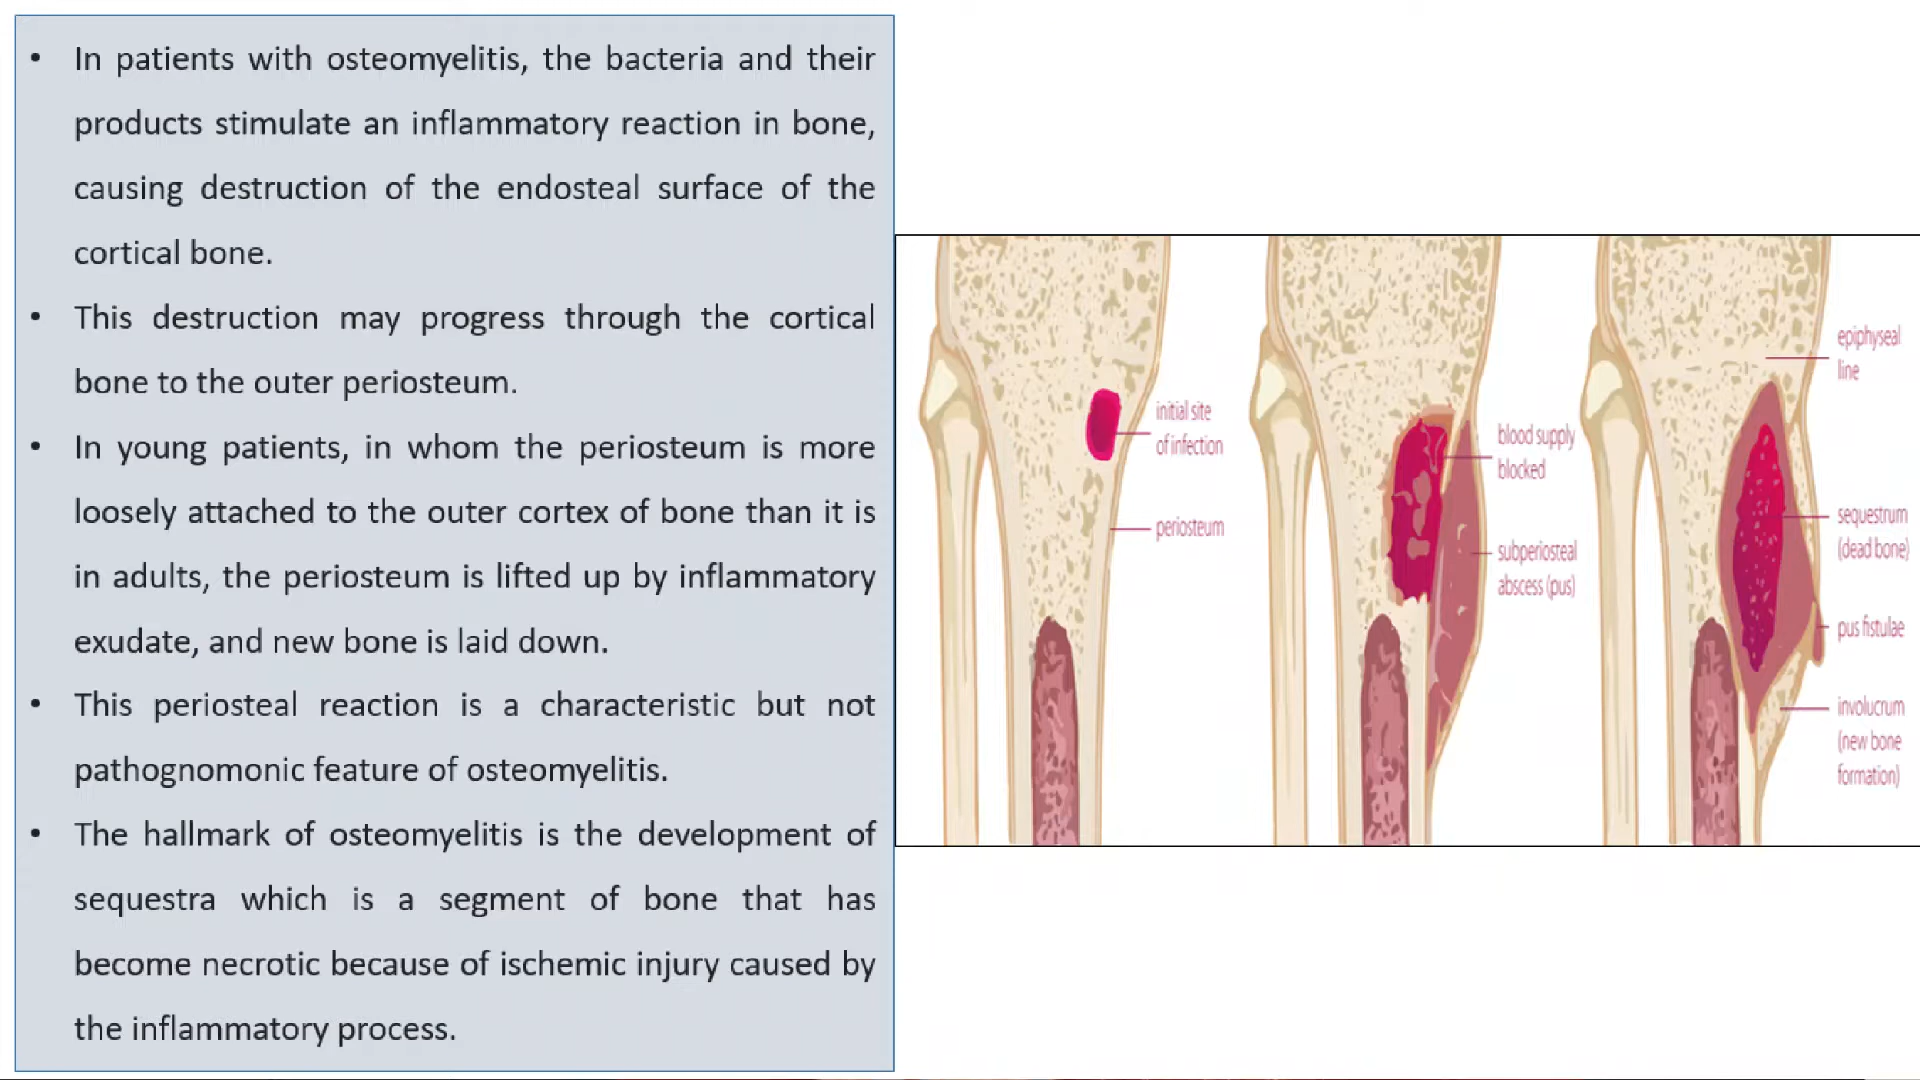 • In patients with osteomyelitis, the bacteria and their
products stimulate an inflammatory reaction in bone,
causing destruction of the endosteal surface of the
cortical bone.
• This destruction may progress through the cortical
bone to the outer periosteum.
• In young patients, in whom the periosteum is more
loosely attached to the outer cortex of bone than it is
in adults, the periosteum is lifted up by inflammatory
exudate, and new bone is laid down.
• This periosteal reaction is a characteristic but not
pathognomonic feature of osteomyelitis.
• The hallmark of osteomyelitis is the development of
sequestra which is a segment of bone that has
become necrotic because of ischemic injury caused by
the inflammatory process.
initial site
of infection
periosteum
blood supply
blocked
subperiosteal
abscess (pus)
epiphyseal
line
sequestrum
(dead bone)
pus fistulae
involucrum
(new bone
formation)